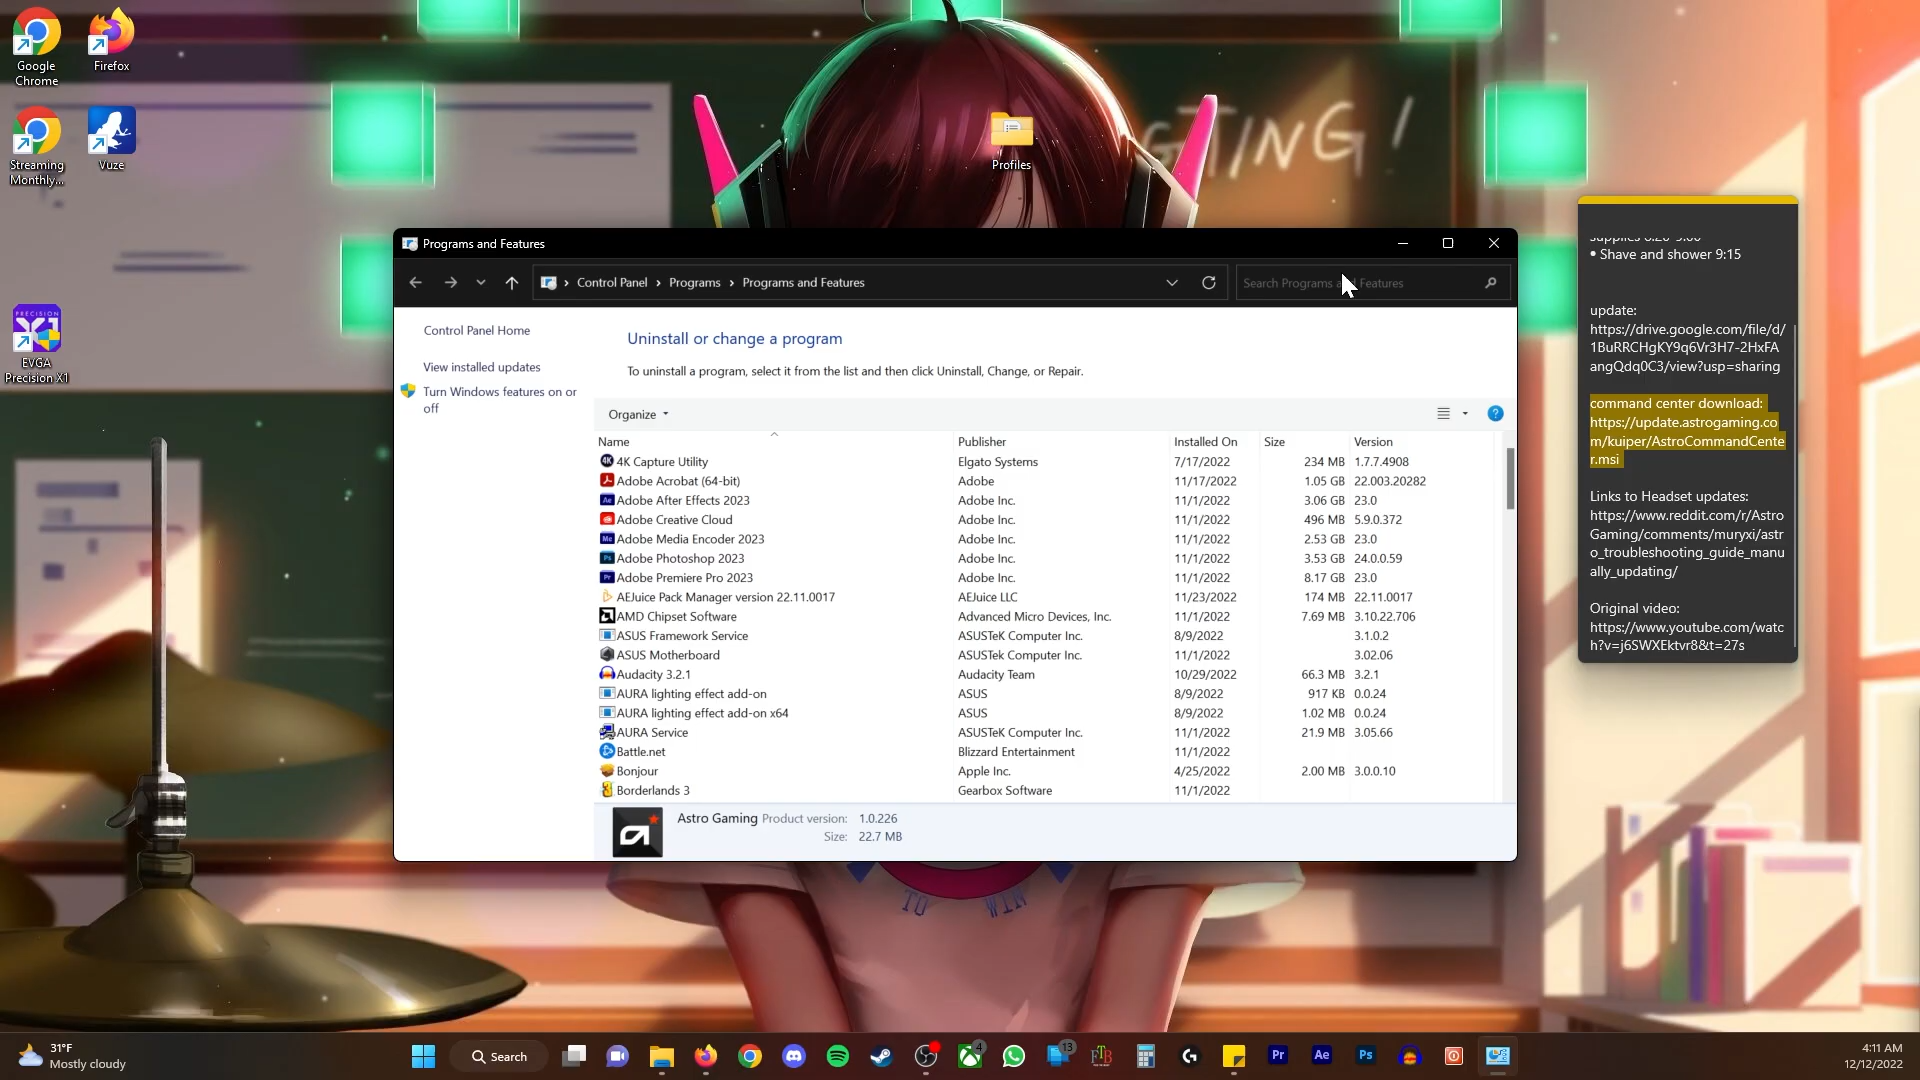 Google
Chrome
Firefox
Streaming
Monthly...
Vuze
PRECISION
X1
EVGA
Precision X1
Profiles
TING!
Programs and Features
Control Panel > Programs > Programs and Features
Search Programs and Features
Control Panel Home
View installed updates
Turn Windows features on or
off
Uninstall or change a program
To uninstall a program, select it from the list and then click Uninstall, Change, or Repair.
Organize
Name Publisher Installed On Size Version
4K Capture Utility Elgato Systems 7/17/2022 234 MB 1.7.7.4908
Adobe Acrobat (64-bit) Adobe 11/17/2022 1.05 GB 22.003.20282
Adobe After Effects 2023 Adobe Inc. 11/1/2022 3.06 GB 23.0
Adobe Creative Cloud Adobe Inc. 11/1/2022 496 MB 5.9.0.372
Adobe Media Encoder 2023 Adobe Inc. 11/1/2022 2.53 GB 23.0
Adobe Photoshop 2023 Adobe Inc. 11/1/2022 3.53 GB 24.0.0.59
Adobe Premiere Pro 2023 Adobe Inc. 11/1/2022 8.17 GB 23.0
AEJuice Pack Manager version 22.11.0017 AEJuice LLC 11/23/2022 174 MB 22.11.0017
AMD Chipset Software Advanced Micro Devices, Inc. 11/1/2022 7.69 MB 3.10.22.706
ASUS Framework Service ASUSTeK Computer Inc. 8/9/2022 3.1.0.2
ASUS Motherboard ASUSTek Computer Inc. 11/1/2022 3.02.06
Audacity 3.2.1 Audacity Team 10/29/2022 66.3 MB 3.2.1
AURA lighting effect add-on ASUS 8/9/2022 917 KB 0.0.24
AURA lighting effect add-on x64 ASUS 8/9/2022 1.02 MB 0.0.24
AURA Service ASUSTeK Computer Inc. 11/1/2022 21.9 MB 3.05.66
Battle.net Blizzard Entertainment 11/1/2022
Bonjour Apple Inc. 4/25/2022 2.00 MB 3.0.0.10
Borderlands 3 Gearbox Software 11/1/2022
Astro Gaming Product version: 1.0.226
Size: 22.7 MB
• Shave and shower 9:15
update:
https://drive.google.com/file/d/
1BuRRCHgKY9q6Vr3H7-2HxFA
angQdq0C3/view?usp=sharing
command center download:
https://update.astrogaming.co
m/kuiper/AstroCommandCente
r.msi
Links to Headset updates:
https://www.reddit.com/r/Astro
Gaming/comments/muryxi/astr
o_troubleshooting_guide_manu
ally_updating/
Original video:
https://www.youtube.com/watc
h?v=j6SWXEktvr8&t=27s
TO WIN
31°F
Mostly cloudy
Search
4
13
FTB
Pr
Ae
Ps
4:11 AM
12/12/2022